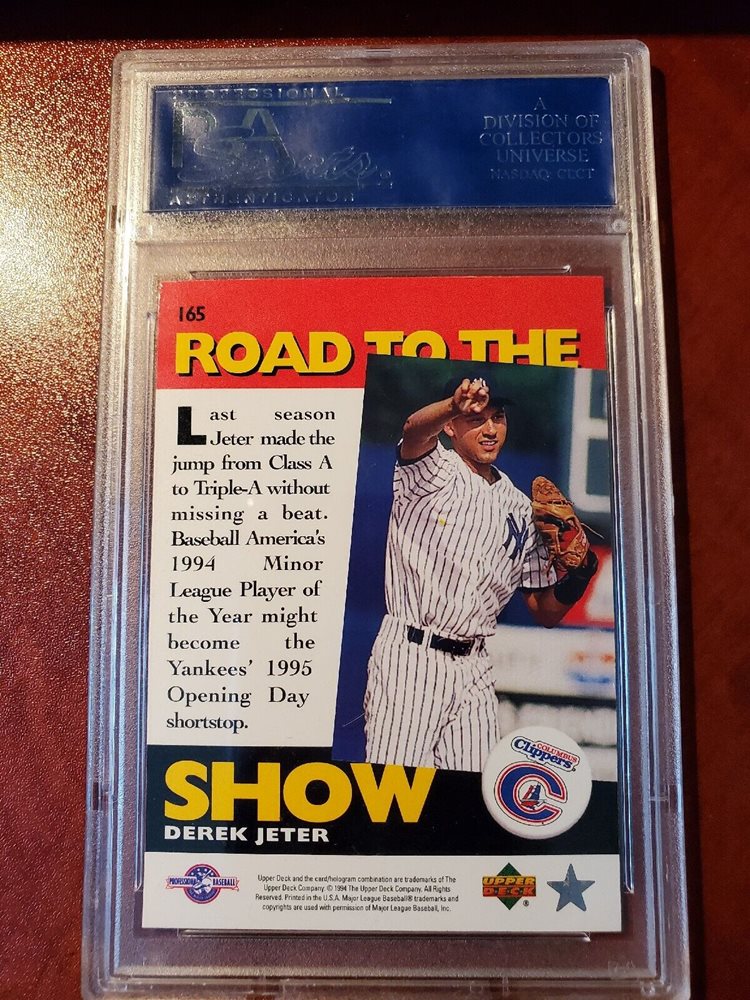 PROFESSIONAL
PSA
Sports
AUTHENTICATOR
A
DIVISION OF
COLLECTORS
UNIVERSE
NASDAQ: CLCT
165
ROAD TO THE
Last season
Jeter made the
jump from Class A
to Triple-A without
missing a beat.
Baseball America's
1994 Minor
League Player of
the Year might
become the
Yankees' 1995
Opening Day
shortstop.
NY
COLUMBUS
Clippers
C
SHOW
DEREK JETER
PROFESSIONAL BASEBALL
Upper Deck and the card/hologram combination are trademarks of The
Upper Deck Company. © 1994 The Upper Deck Company. All Rights
Reserved. Printed in the U.S.A. Major League Baseball® trademarks and
copyrights are used with permission of Major League Baseball, Inc.
UPPER
DECK
®